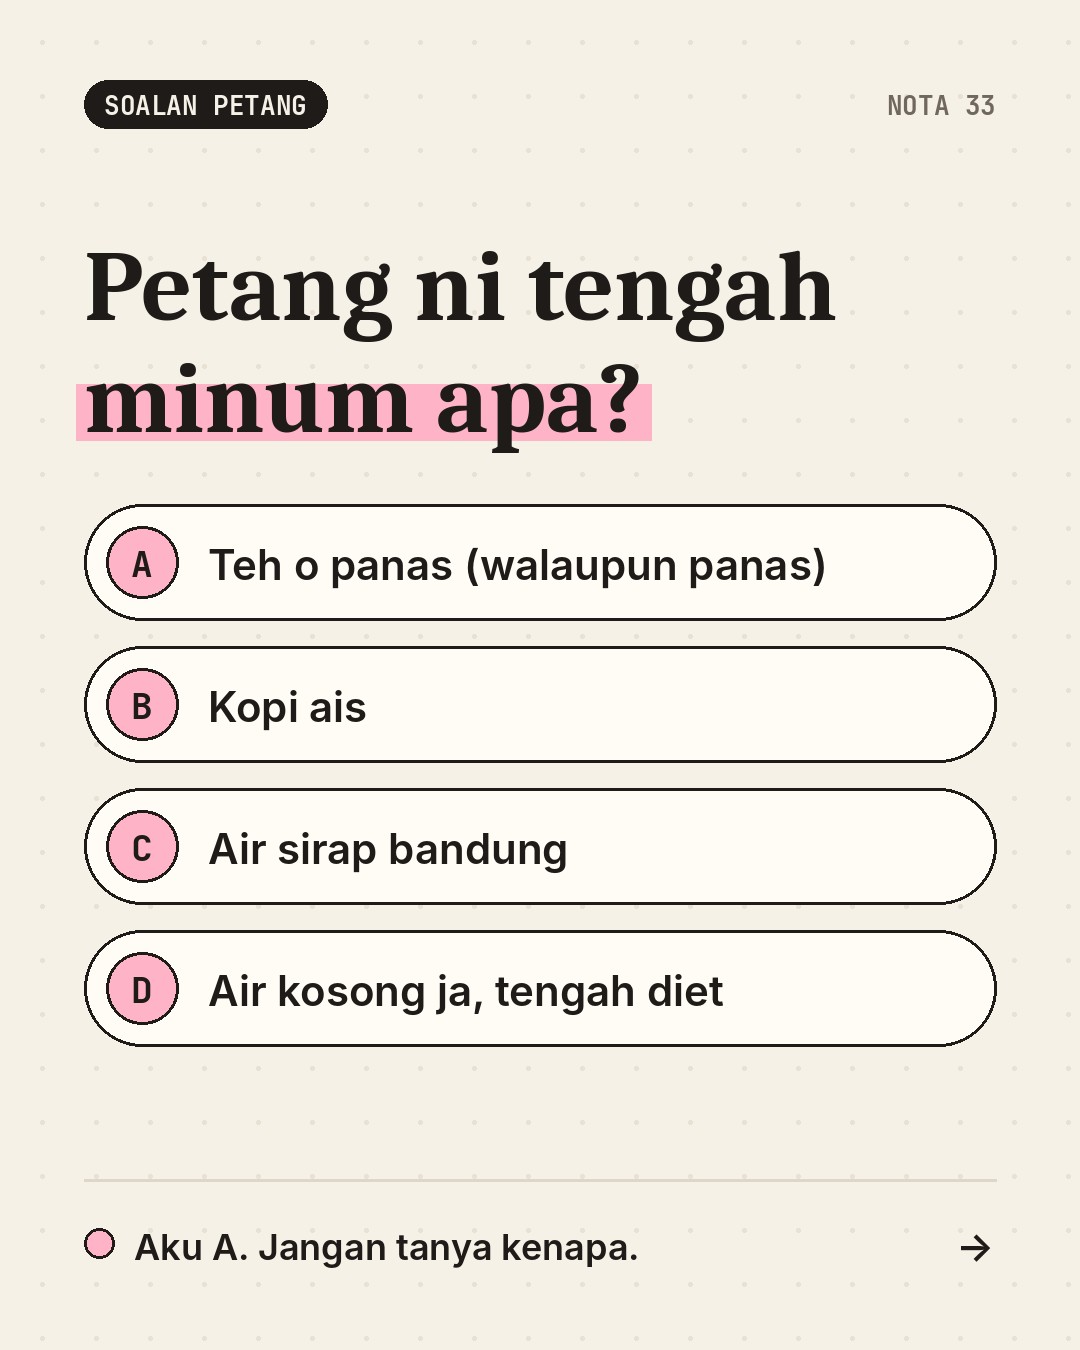 SOALAN PETANG
NOTA 33
Petang ni tengah
minum apa?
A Teh o panas (walaupun panas)
B Kopi ais
C Air sirap bandung
D Air kosong ja, tengah diet
Aku A. Jangan tanya kenapa. →